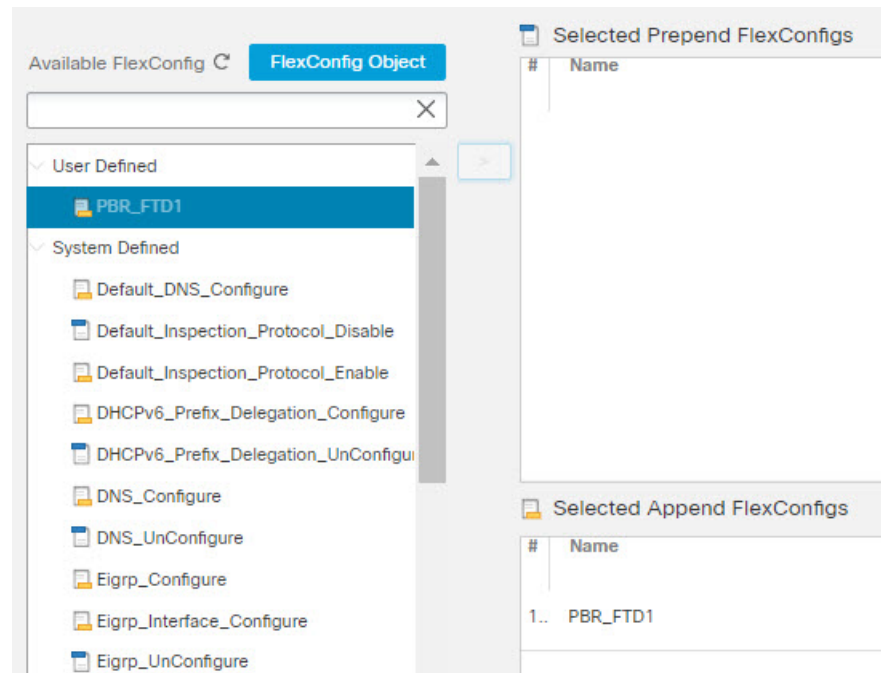 Available FlexConfig
FlexConfig Object
User Defined
PBR_FTD1
System Defined
Default_DNS_Configure
Default_Inspection_Protocol_Disable
Default_Inspection_Protocol_Enable
DHCPv6_Prefix_Delegation_Configure
DHCPv6_Prefix_Delegation_UnConfigu
DNS_Configure
DNS_UnConfigure
Eigrp_Configure
Eigrp_Interface_Configure
Eigrp_UnConfigure
>
Selected Prepend FlexConfigs
# Name
Selected Append FlexConfigs
# Name
1.. PBR_FTD1